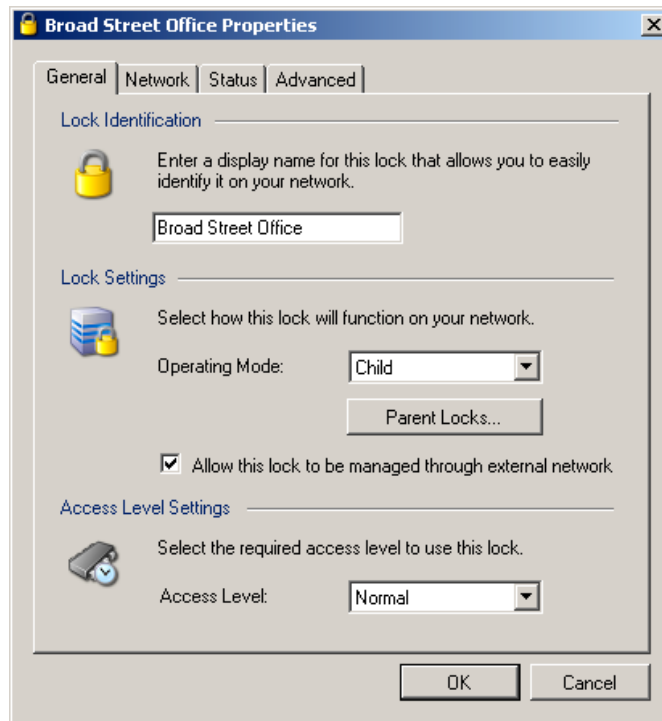 Broad Street Office Properties
General Network Status Advanced
Lock Identification
Enter a display name for this lock that allows you to easily
identify it on your network.
Broad Street Office
Lock Settings
Select how this lock will function on your network.
Operating Mode: Child
Parent Locks...
Allow this lock to be managed through external network
Access Level Settings
Select the required access level to use this lock.
Access Level: Normal
OK Cancel